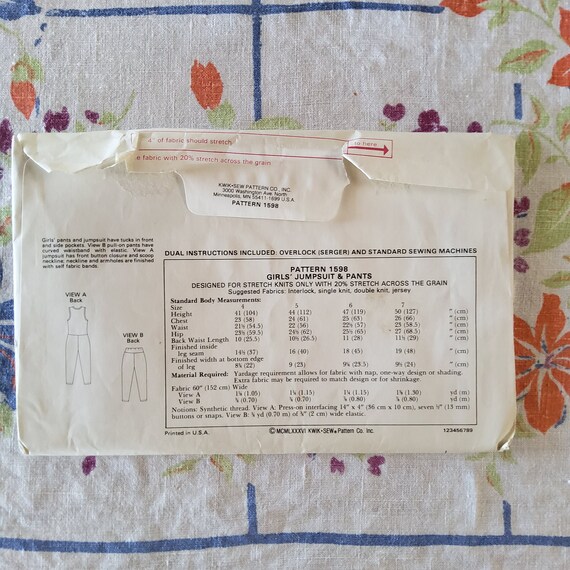 4" of fabric should stretch
to here
e fabric with 20% stretch across the grain
KWIK•SEW PATTERN CO., INC.
3000 Washington Ave. North
Minneapolis, MN 55411-1699 U.S.A.
PATTERN 1598
Girls' pants and jumpsuit have tucks in front
and side pockets. View B pull-on pants have
curved waistband with elastic. View A
jumpsuit has front button closure and scoop
neckline; neckline and armholes are finished
with self fabric bands.
VIEW A
Back
VIEW B
Back
DUAL INSTRUCTIONS INCLUDED: OVERLOCK (SERGER) AND STANDARD SEWING MACHINES
PATTERN 1598
GIRLS' JUMPSUIT & PANTS
DESIGNED FOR STRETCH KNITS ONLY WITH 20% STRETCH ACROSS THE GRAIN
Suggested Fabrics: Interlock, single knit, double knit, jersey
Standard Body Measurements:
Size 4 5 6 7
Height 41 (104) 44 (112) 47 (119) 50 (127) " (cm)
Chest 23 (58) 24 (61) 25 (63) 26 (66) " (cm)
Waist 21½ (54.5) 22 (56) 22½ (57) 23 (58.5) " (cm)
Hip 23½ (59.5) 24½ (62) 25½ (65) 27 (68.5) " (cm)
Back Waist Length 10 (25.5) 10½ (26.5) 11 (28) 11½ (29) " (cm)
Finished inside
leg seam 14½ (37) 16 (40) 18 (45) 19 (48) " (cm)
Finished width at bottom edge
of leg 8¾ (22) 9 (23) 9¼ (23.5) 9½ (24) " (cm)
Material Required: Yardage requirement allows for fabric with nap, one-way design or shading.
Extra fabric may be required to match design or for shrinkage.
Fabric 60" (152 cm) Wide
View A 1⅛ (1.05) 1¼ (1.15) 1¼ (1.15) 1⅜ (1.30) yd (m)
View B ¾ (0.70) ¾ (0.70) ⅞ (0.80) ⅞ (0.80) yd (m)
Notions: Synthetic thread. View A: Press-on interfacing 14" x 4" (36 cm x 10 cm), seven ½" (13 mm)
buttons or snaps. View B: ¾ yd (0.70 m) of ¾" (2 cm) wide elastic.
Printed in U.S.A.
© MCMLXXXVI KWIK•SEW® Pattern Co. Inc.
123456789